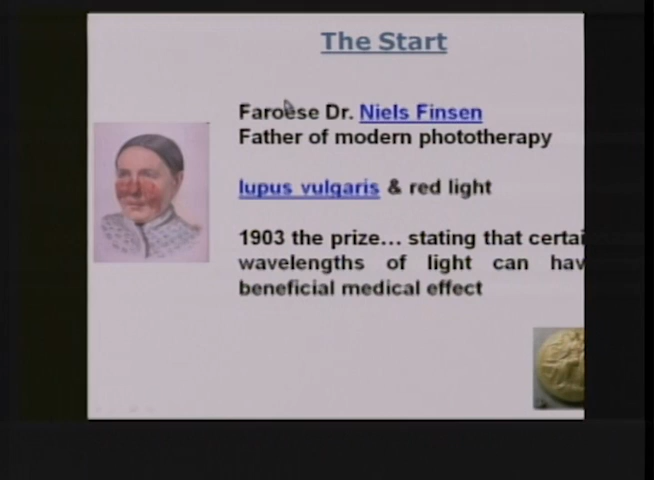 The Start
Faroese Dr. Niels Finsen
Father of modern phototherapy
lupus vulgaris & red light
1903 the prize... stating that certai
wavelengths of light can hav
beneficial medical effect